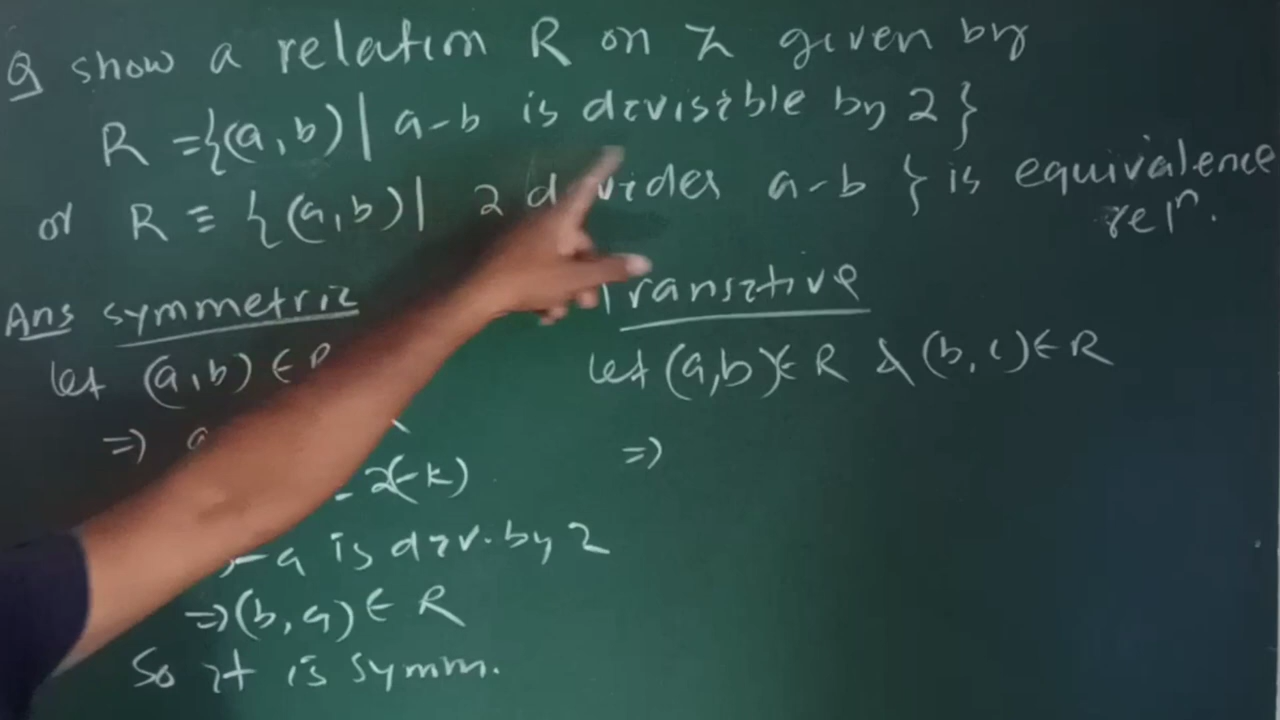 Q show a relation R on Z given by
R = {(a,b) | a-b is divisible by 2}
or R ≡ {(a,b) | 2 divides a-b } is equivalence
relⁿ.
Ans symmetric
let (a,b) ∈ R
=> a
- 2(-k)
-a is div. by 2
=> (b,a) ∈ R
So it is symm.
Transitive
let (a,b) ∈ R & (b,c) ∈ R
=>